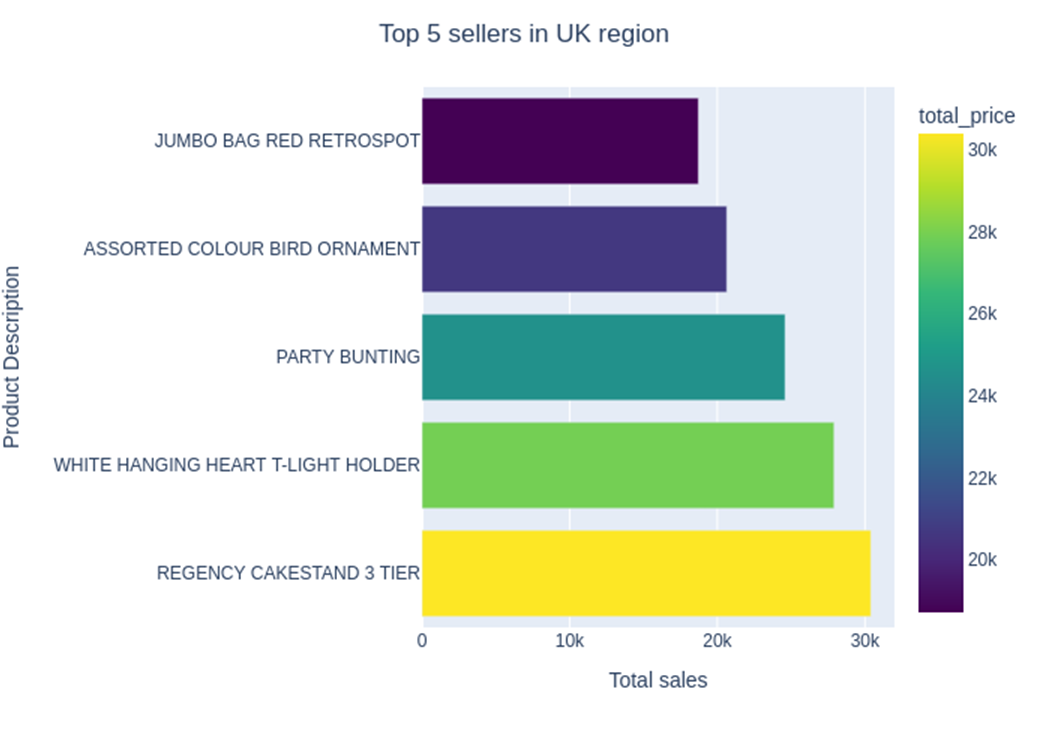 Top 5 sellers in UK region
Product Description
JUMBO BAG RED RETROSPOT
ASSORTED COLOUR BIRD ORNAMENT
PARTY BUNTING
WHITE HANGING HEART T-LIGHT HOLDER
REGENCY CAKESTAND 3 TIER
0 10k 20k 30k
Total sales
total_price
30k
28k
26k
24k
22k
20k